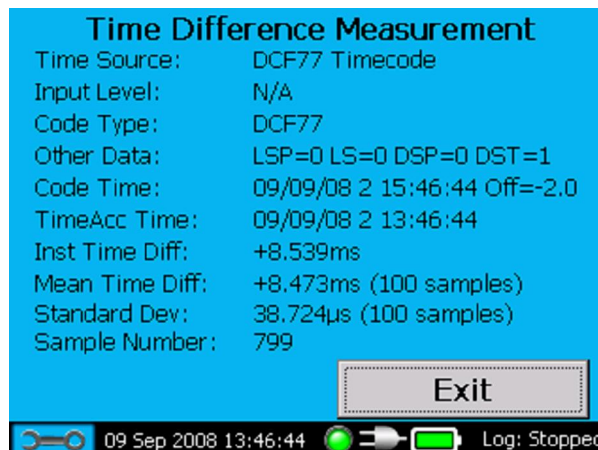 Time Difference Measurement
Time Source: DCF77 Timecode
Input Level: N/A
Code Type: DCF77
Other Data: LSP=0 LS=0 DSP=0 DST=1
Code Time: 09/09/08 2 15:46:44 Off=-2.0
TimeAcc Time: 09/09/08 2 13:46:44
Inst Time Diff: +8.539ms
Mean Time Diff: +8.473ms (100 samples)
Standard Dev: 38.724µs (100 samples)
Sample Number: 799
Exit
09 Sep 2008 13:46:44 Log: Stopped